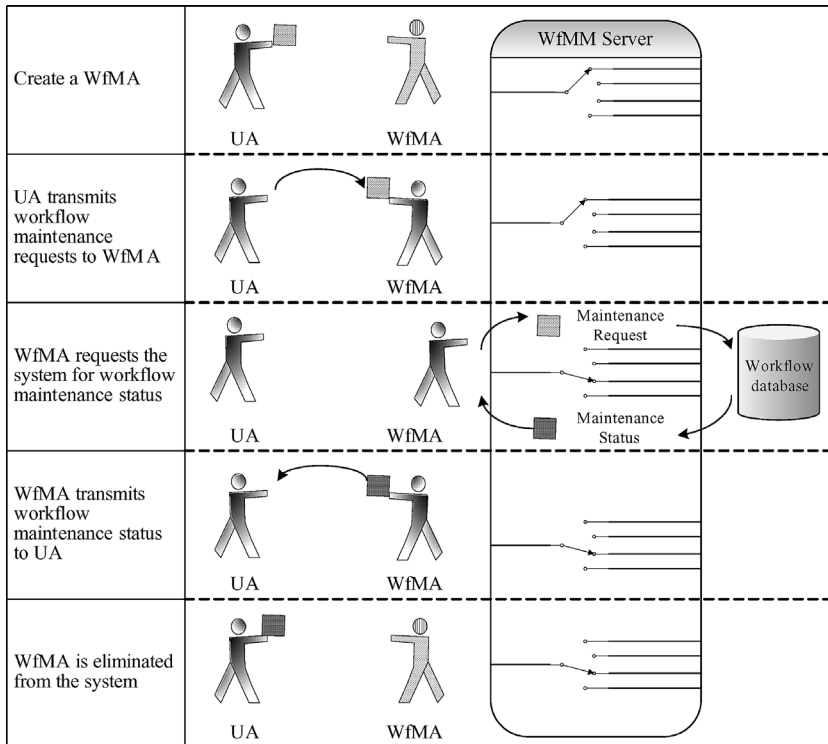 WfMM Server
Create a WfMA
UA
WfMA
UA transmits
workflow
maintenance
requests to WfMA
UA
WfMA
WfMA requests the
system for workflow
maintenance status
UA
WfMA
Maintenance
Request
Maintenance
Status
Workflow
database
WfMA transmits
workflow
maintenance status
to UA
UA
WfMA
WfMA is eliminated
from the system
UA
WfMA